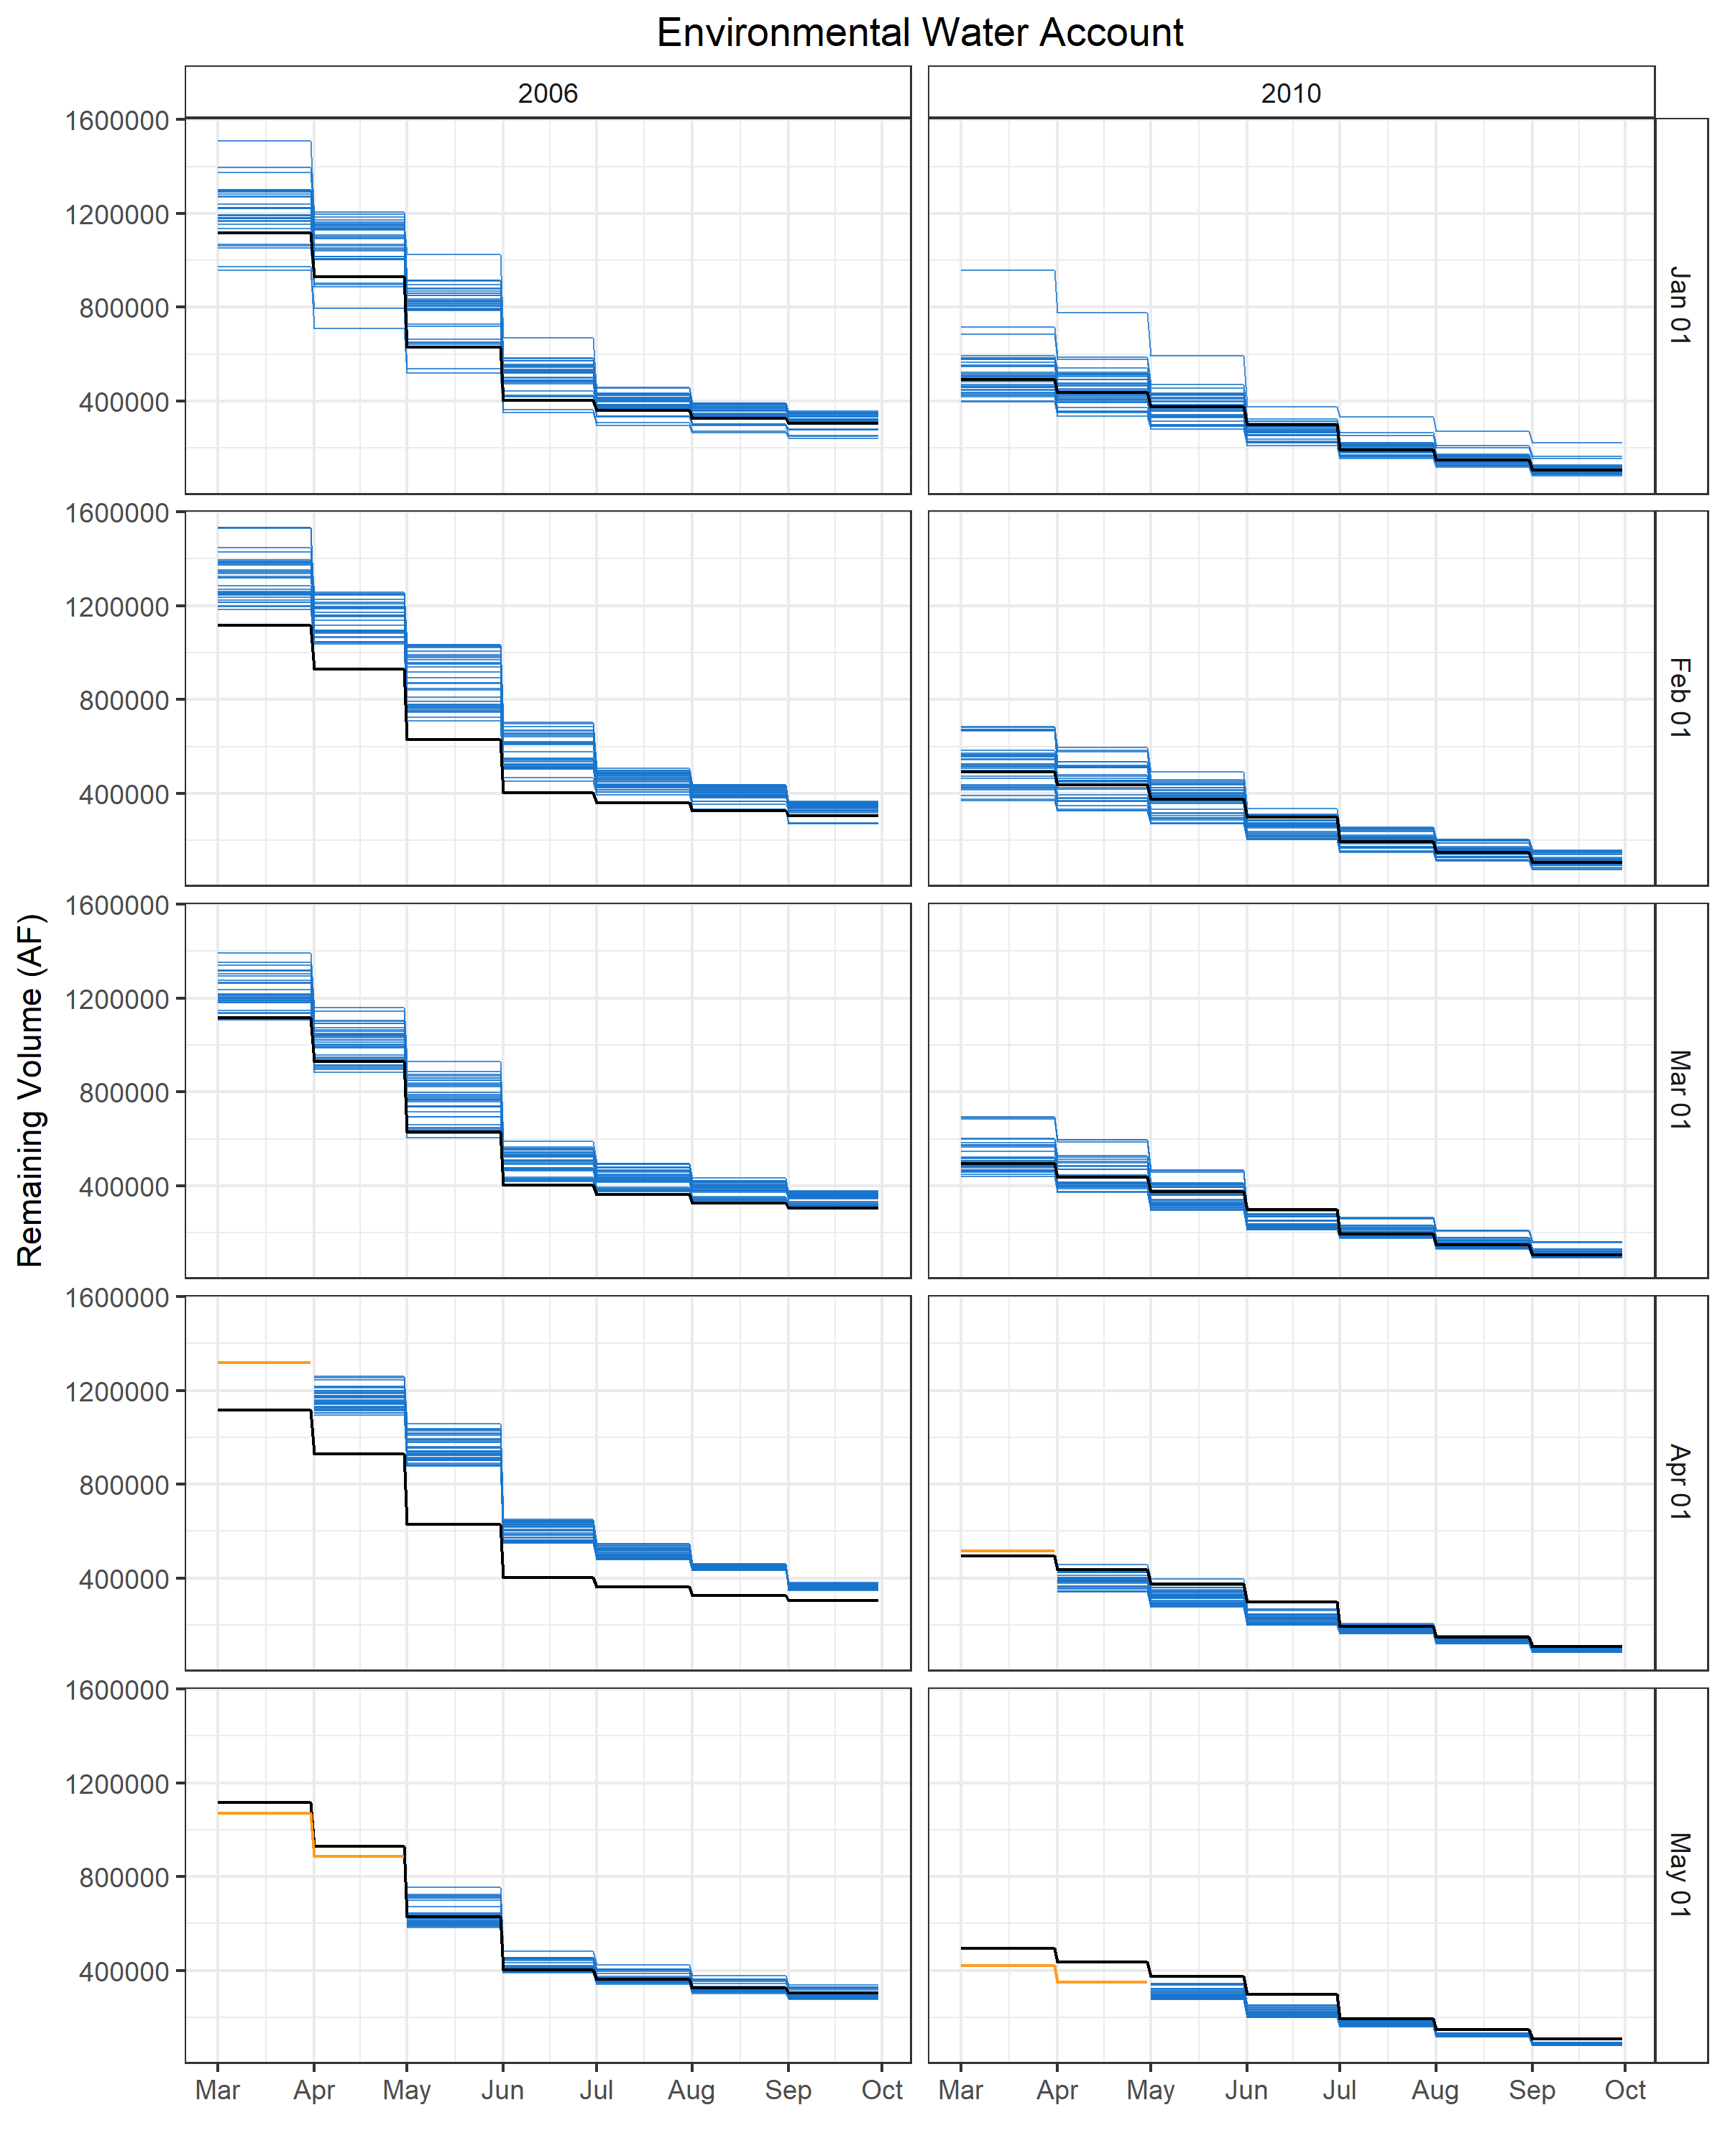 Environmental Water Account
2006 2010
1600000
1200000
800000
400000
Jan 01
1600000
1200000
800000
400000
Feb 01
Remaining Volume (AF)
1600000
1200000
800000
400000
Mar 01
1600000
1200000
800000
400000
Apr 01
1600000
1200000
800000
400000
May 01
Mar Apr May Jun Jul Aug Sep Oct Mar Apr May Jun Jul Aug Sep Oct